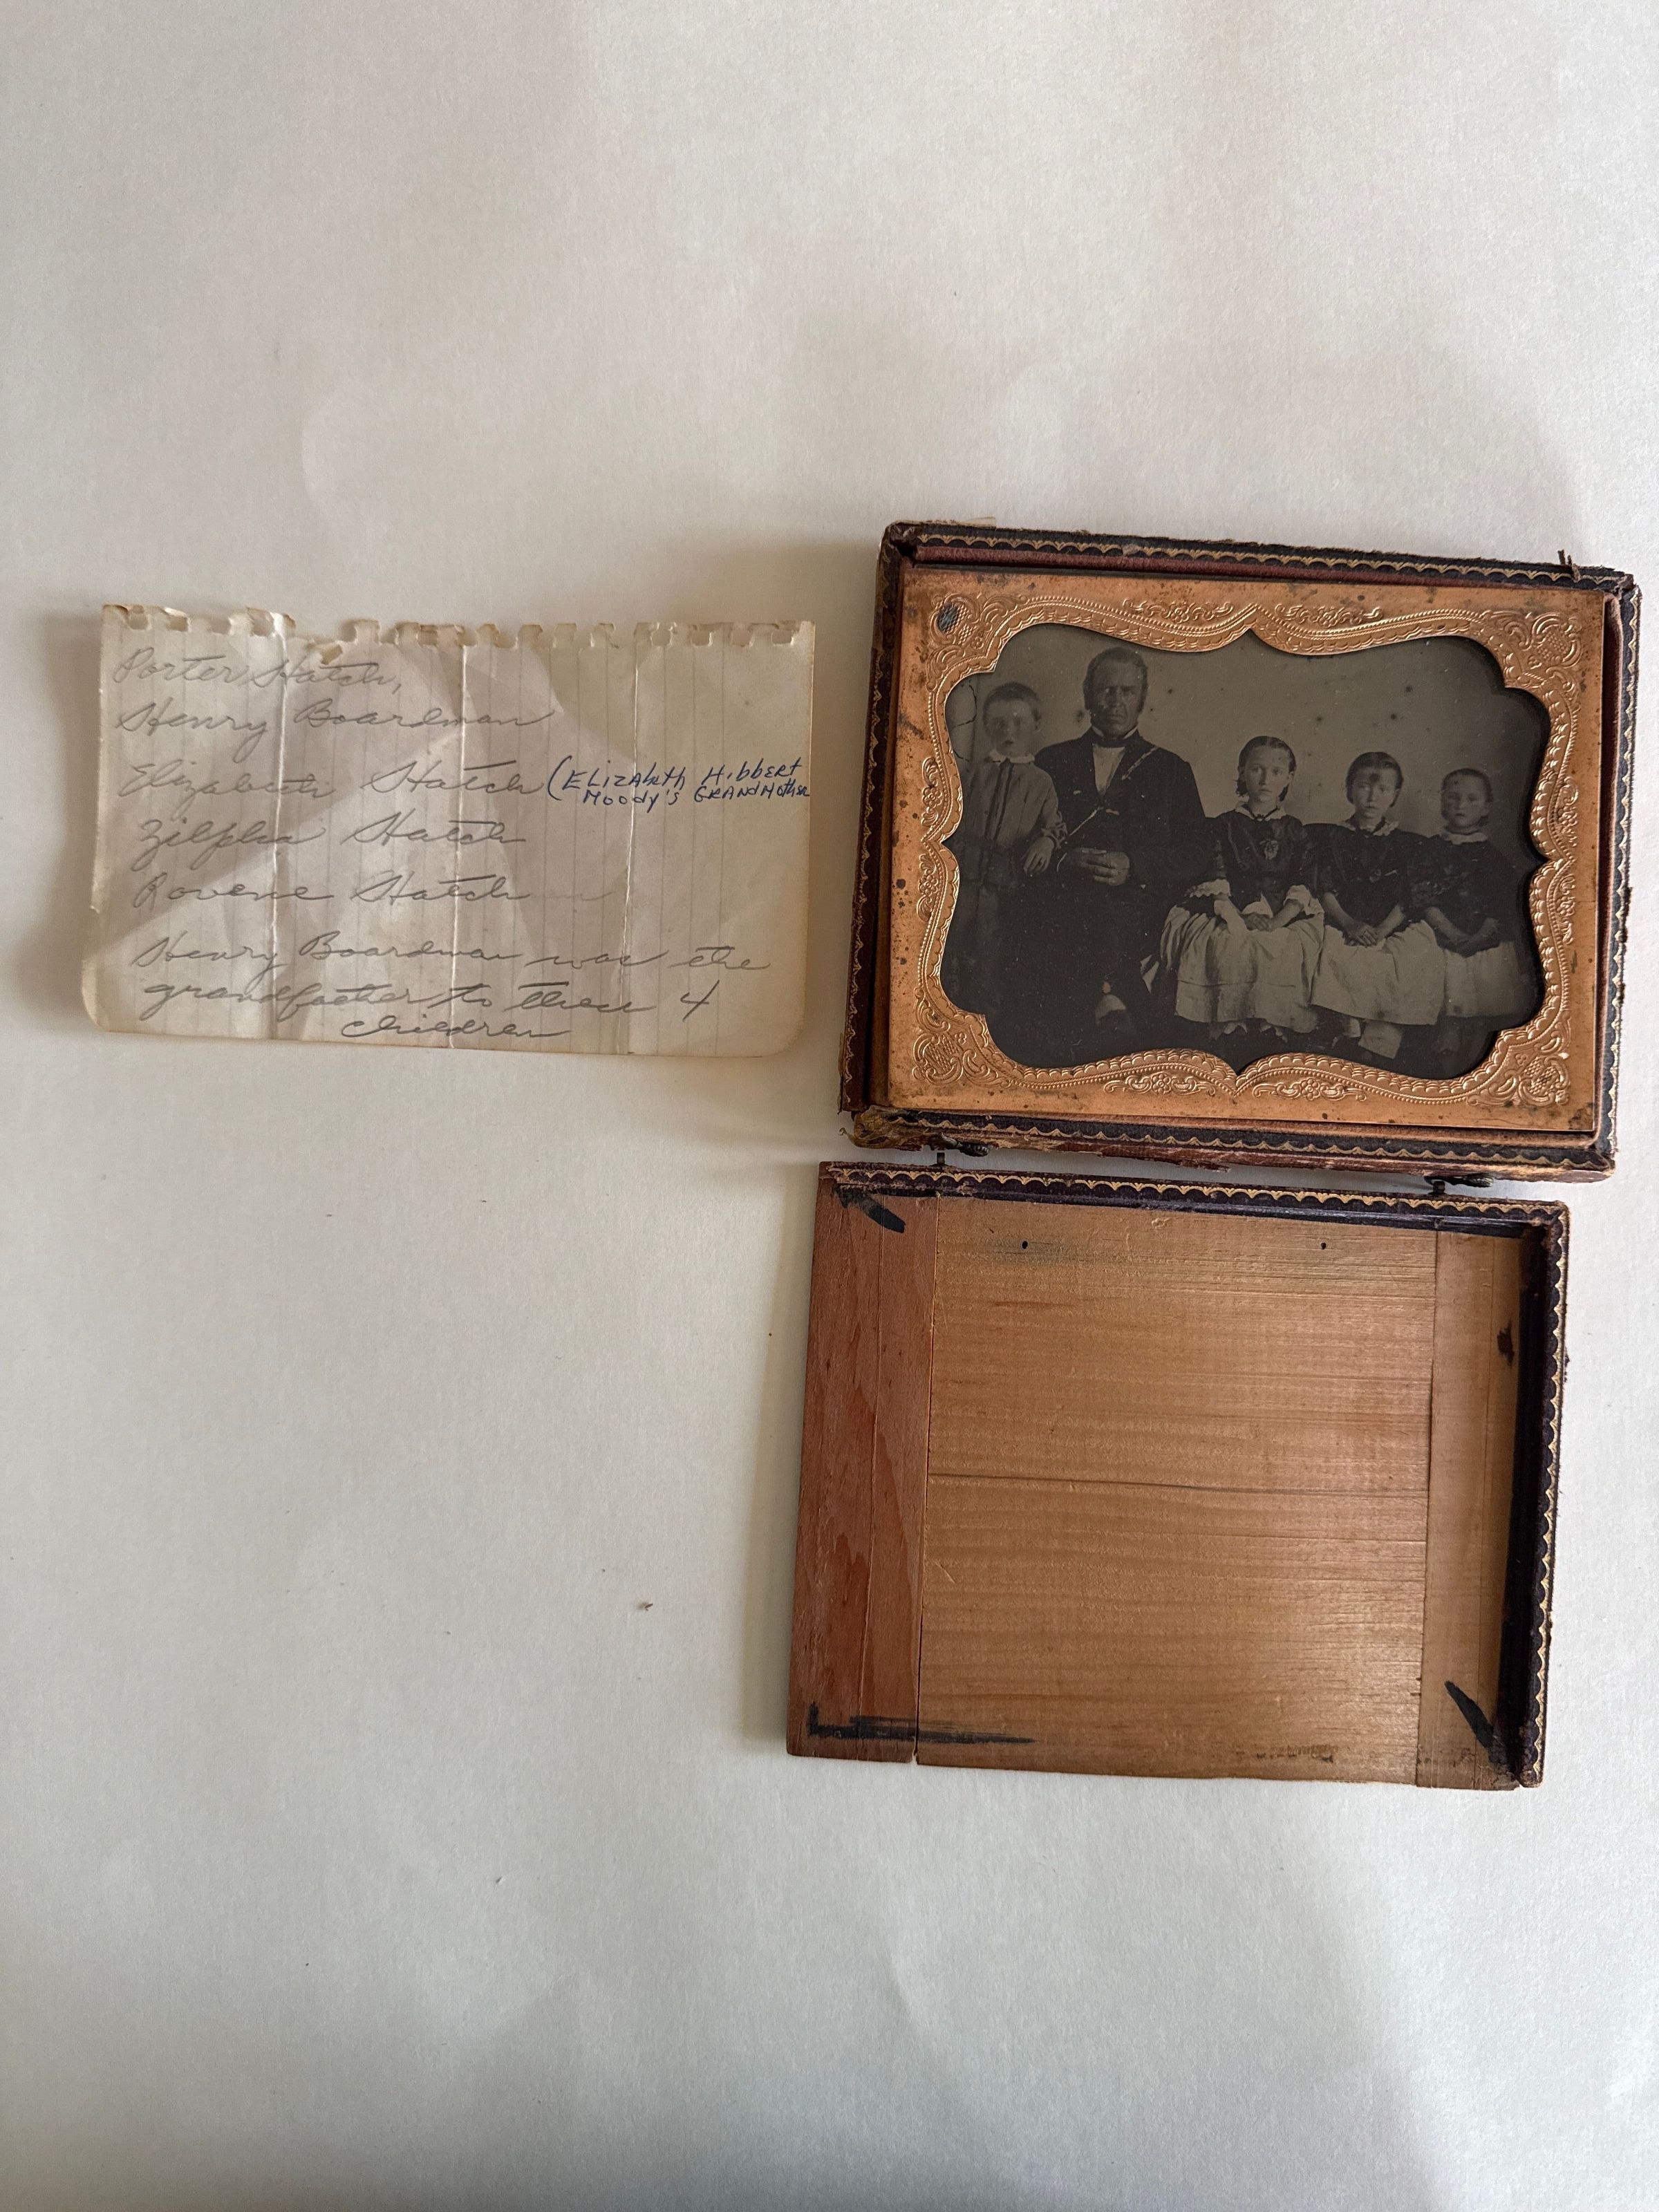 Porter Hatch,
Henry Boardman
Elizabeth Hatch (Elizabeth Hibbert
Moody's Grandmother
Zilpha Hatch
Rovene Hatch
Henry Boardman was the
grandfather to these 4
children